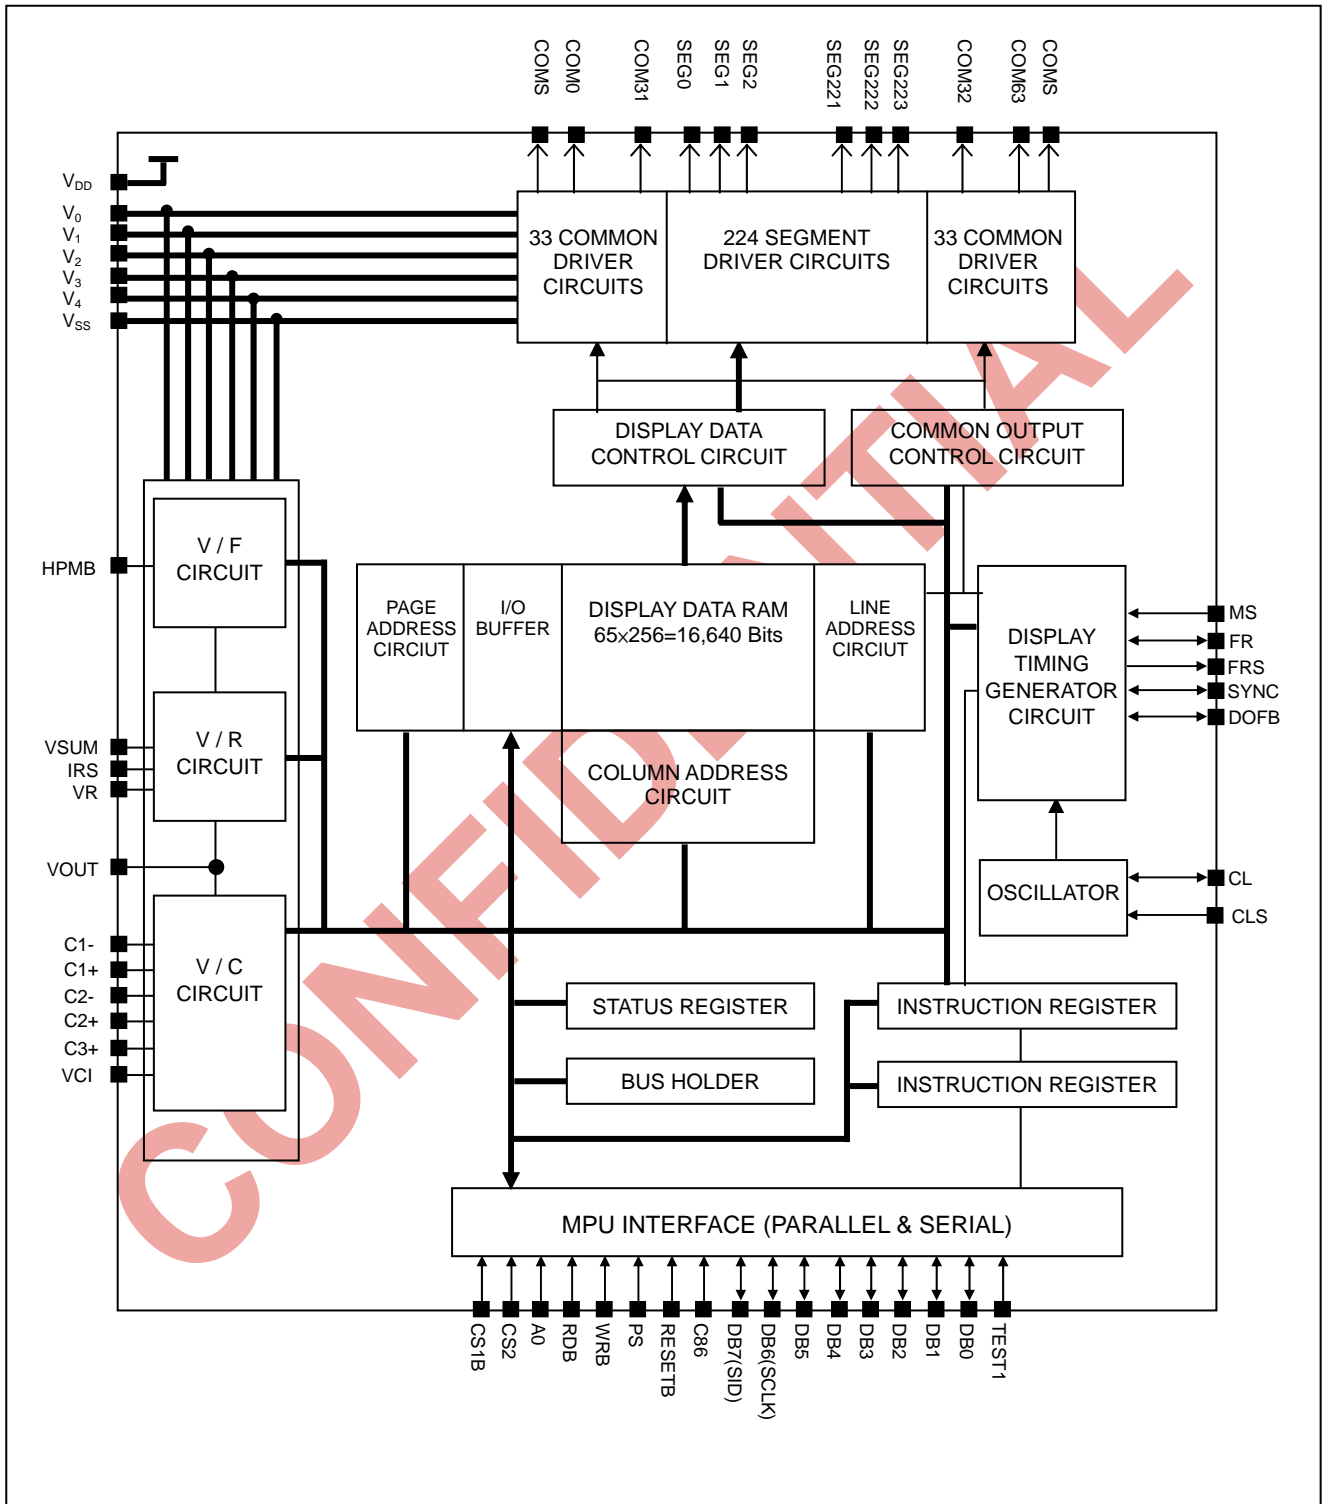 COMS
COM0
COM31
SEG0
SEG1
SEG2
SEG221
SEG222
SEG223
COM32
COM63
COMS
VDD
V0
V1
V2
V3
V4
VSS
33 COMMON
DRIVER
CIRCUITS
224 SEGMENT
DRIVER CIRCUITS
33 COMMON
DRIVER
CIRCUITS
DISPLAY DATA
CONTROL CIRCUIT
COMMON OUTPUT
CONTROL CIRCUIT
V / F
CIRCUIT
HPMB
PAGE
ADDRESS
CIRCIUT
I/O
BUFFER
DISPLAY DATA RAM
65×256=16,640 Bits
LINE
ADDRESS
CIRCIUT
DISPLAY
TIMING
GENERATOR
CIRCUIT
MS
FR
FRS
SYNC
DOFB
V / R
CIRCUIT
VSUM
IRS
VR
COLUMN ADDRESS
CIRCUIT
VOUT
OSCILLATOR
CL
CLS
V / C
CIRCUIT
C1-
C1+
C2-
C2+
C3+
VCI
STATUS REGISTER
INSTRUCTION REGISTER
BUS HOLDER
INSTRUCTION REGISTER
MPU INTERFACE (PARALLEL & SERIAL)
CS1B
CS2
A0
RDB
WRB
PS
RESETB
C86
DB7(SID)
DB6(SCLK)
DB5
DB4
DB3
DB2
DB1
DB0
TEST1
CONFIDENTIAL